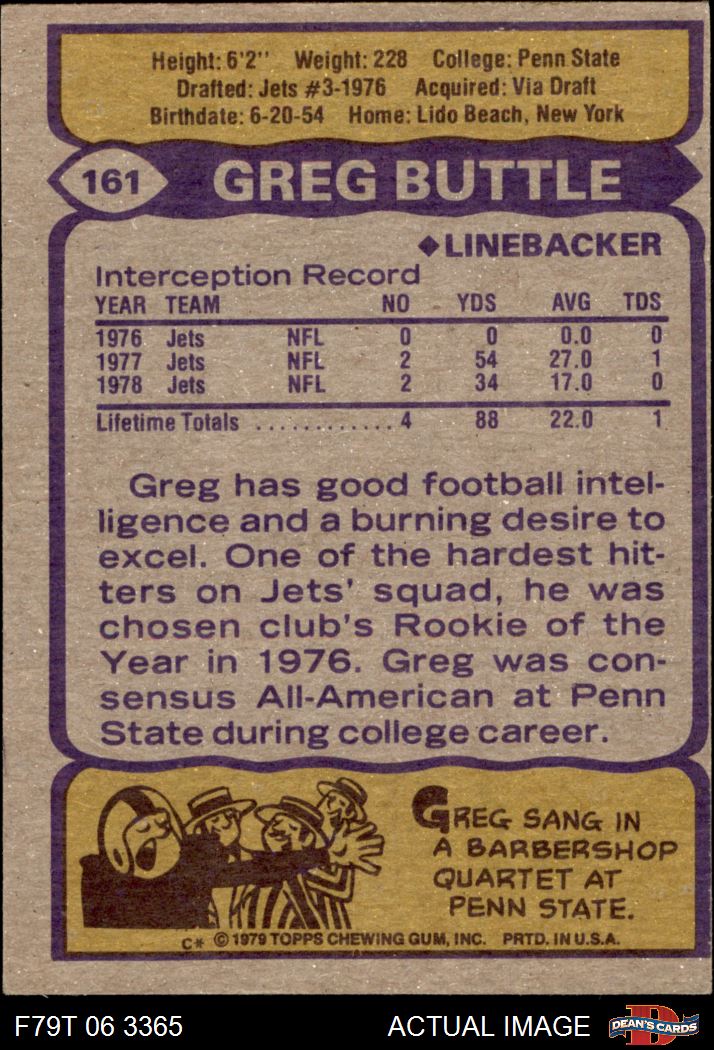 Height: 6'2'' Weight: 228 College: Penn State
Drafted: Jets #3-1976 Acquired: Via Draft
Birthdate: 6-20-54 Home: Lido Beach, New York
161 GREG BUTTLE
◆LINEBACKER
Interception Record
YEAR TEAM NO YDS AVG TDS
1976 Jets NFL 0 0 0.0 0
1977 Jets NFL 2 54 27.0 1
1978 Jets NFL 2 34 17.0 0
Lifetime Totals ............ 4 88 22.0 1
Greg has good football intel-
ligence and a burning desire to
excel. One of the hardest hit-
ters on Jets' squad, he was
chosen club's Rookie of the
Year in 1976. Greg was con-
sensus All-American at Penn
State during college career.
GREG SANG IN
A BARBERSHOP
QUARTET AT
PENN STATE.
C* © 1979 TOPPS CHEWING GUM, INC. PRTD. IN U.S.A.
F79T 06 3365 ACTUAL IMAGE D DEAN'S CARDS